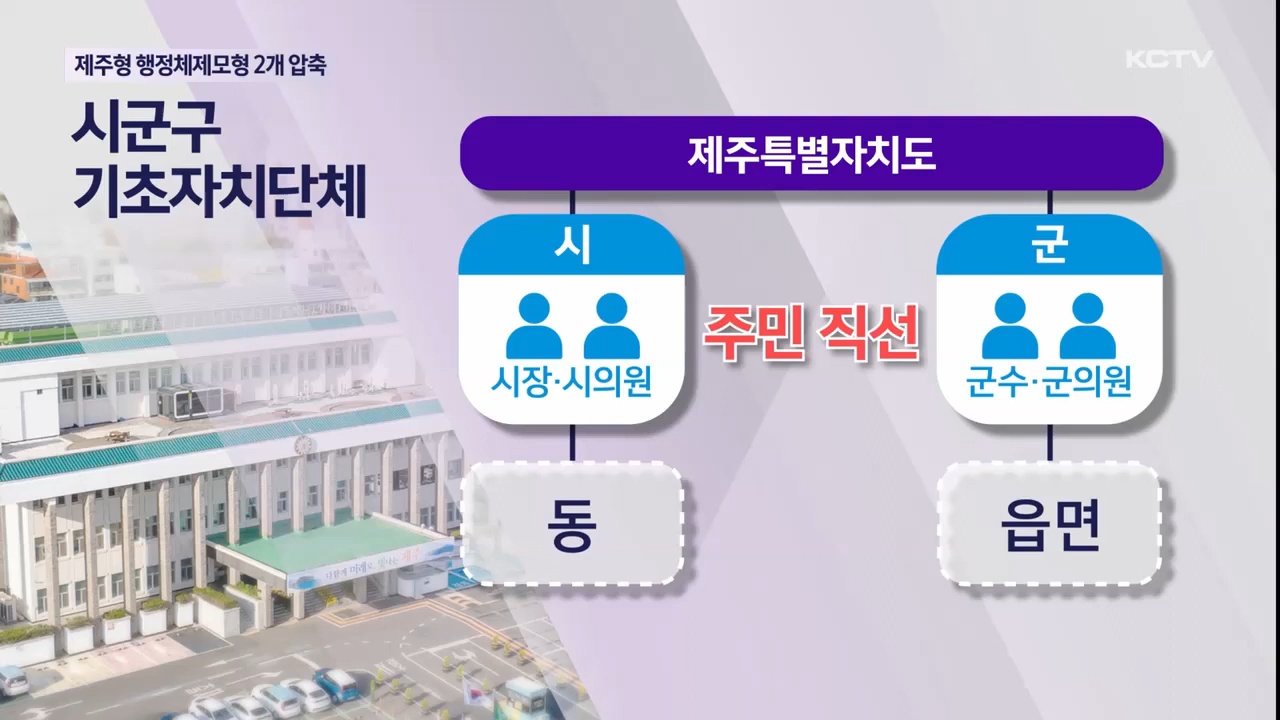 제주형 행정체제모형 2개 압축
KCTV
시군구
기초자치단체
제주특별자치도
시
군
시장·시의원
주민 직선
군수·군의원
동
읍면